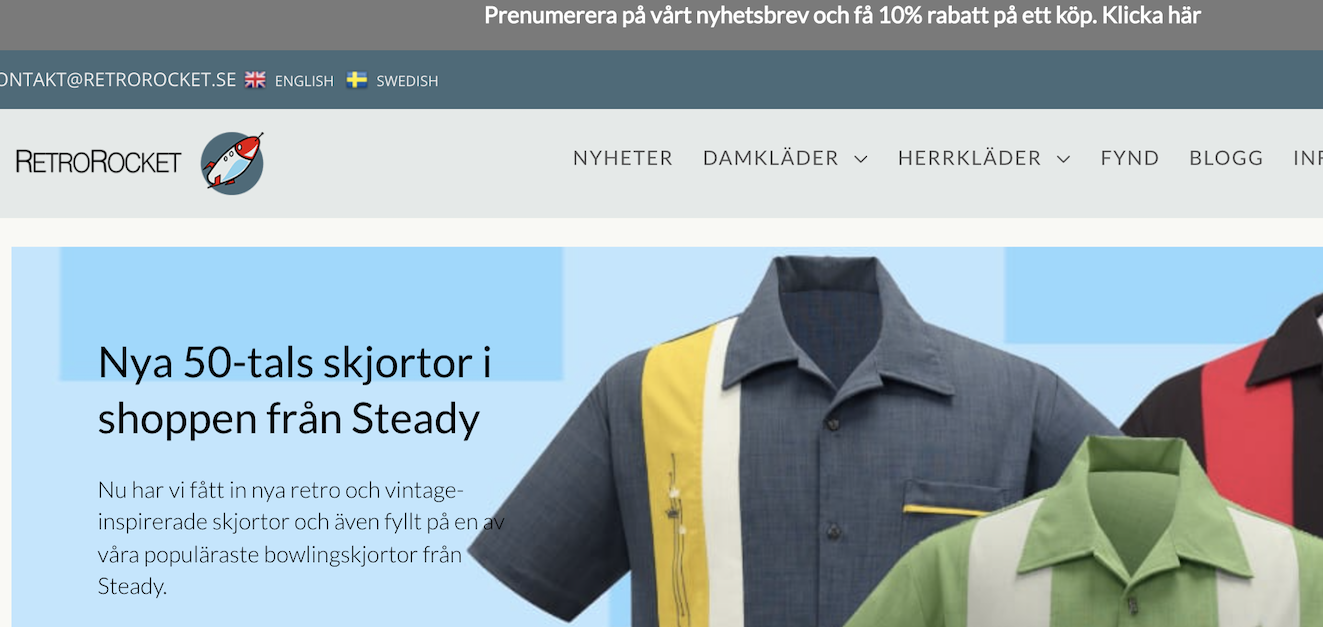 Prenumerera på vårt nyhetsbrev och få 10% rabatt på ett köp. Klicka här
ONTAKT@RETROROCKET.SE ENGLISH SWEDISH
RETROROCKET NYHETER DAMKLÄDER HERRKLÄDER FYND BLOGG INF
Nya 50-tals skjortor i
shoppen från Steady
Nu har vi fått in nya retro och vintage-
inspirerade skjortor och även fyllt på en av
våra populäraste bowlingskjortor från
Steady.